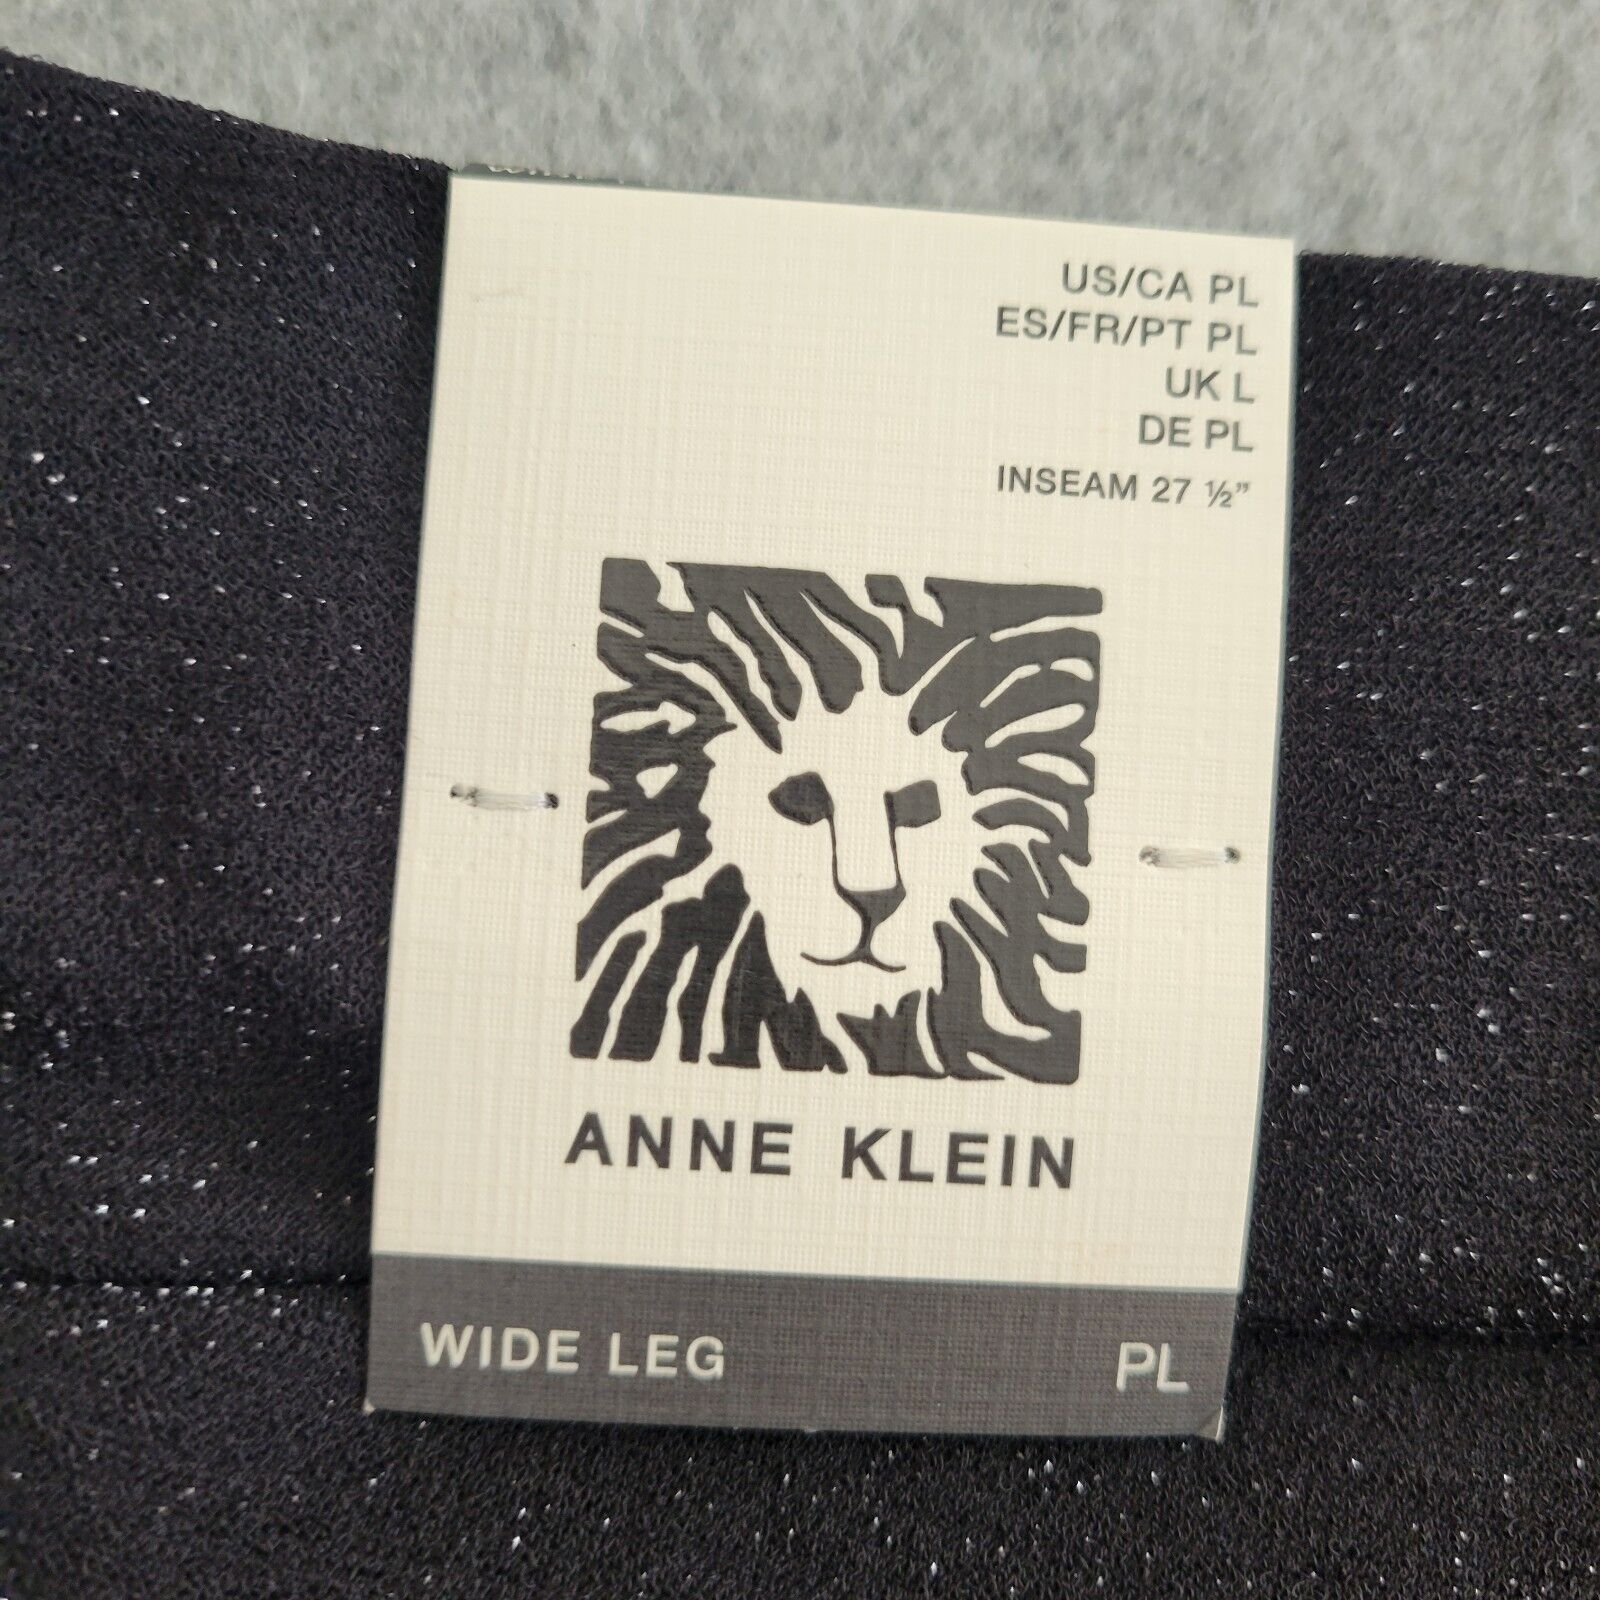 US/CA PL
ES/FR/PT PL
UK L
DE PL
INSEAM 27 ½”
ANNE KLEIN
WIDE LEG PL